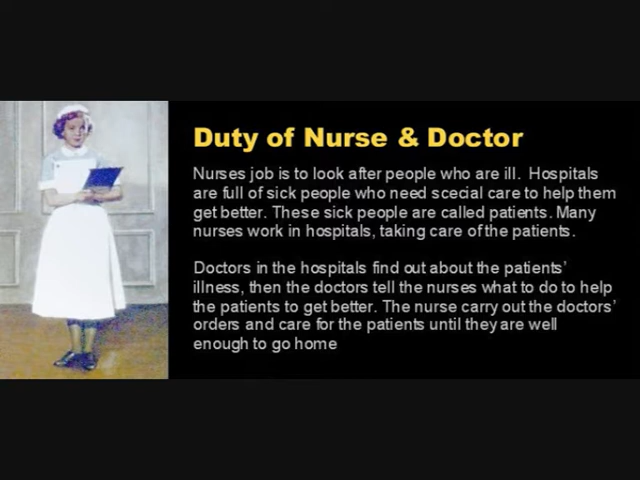 Duty of Nurse & Doctor
Nurses job is to look after people who are ill. Hospitals
are full of sick people who need scecial care to help them
get better. These sick people are called patients. Many
nurses work in hospitals, taking care of the patients.
Doctors in the hospitals find out about the patients'
illness, then the doctors tell the nurses what to do to help
the patients to get better. The nurse carry out the doctors'
orders and care for the patients until they are well
enough to go home